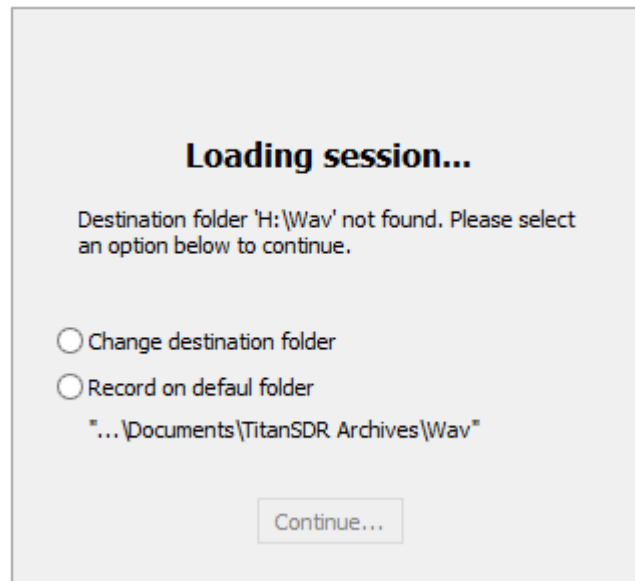 Loading session...
Destination folder 'H:\Wav' not found. Please select
an option below to continue.
Change destination folder
Record on defaul folder
"...\Documents\TitanSDR Archives\Wav"
Continue...